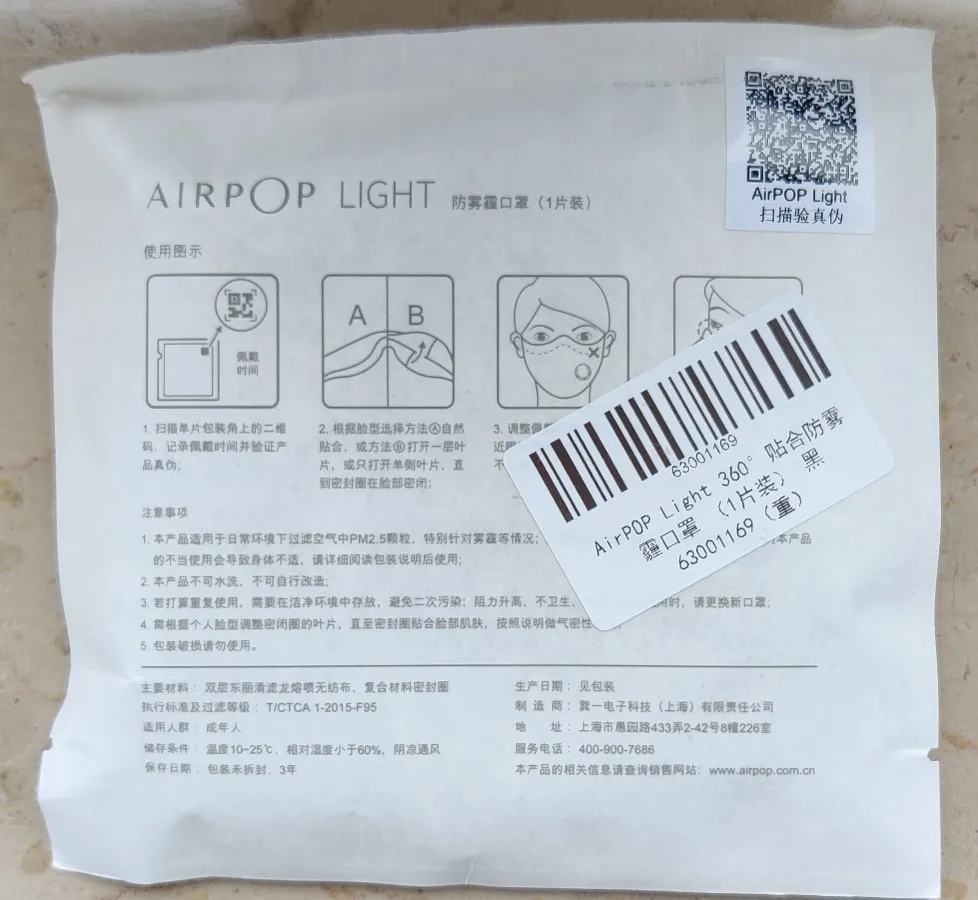 AirPOP Light
扫描验真伪
AIRPOP LIGHT 防雾霾口罩（1片装）
使用图示
佩戴
时间
A B
1. 扫描单片包装角上的二维
码，记录佩戴时间并验证产
品真伪；
2. 根据脸型选择方法Ⓐ自然
贴合，或方法Ⓑ打开一层叶
片，或只打开单侧叶片，直
到密封圈在脸部密闭；
3. 调整
近
不
63001169
AirPOP Light 360° 贴合防雾
霾口罩（1片装）黑
63001169（重）
注意事项
1. 本产品适用于日常环境下过滤空气中PM2.5颗粒，特别针对雾霾等情况； 本产品
的不当使用会导致身体不适，请详细阅读包装说明后使用；
2. 本产品不可水洗，不可自行改造；
3. 若打算重复使用，需要在洁净环境中存放，避免二次污染；阻力升高、不卫生、 用时，请更换新口罩；
4. 需根据个人脸型调整密闭圈的叶片，直至密封圈贴合脸部肌肤，按照说明做气密性
5. 包装破损请勿使用。
主要材料：双层东丽清滤龙熔喷无纺布、复合材料密封圈
执行标准及过滤等级：T/CTCA 1-2015-F95
适用人群：成年人
储存条件：温度10~25℃，相对湿度小于60%，阴凉通风
保存日期：包装未拆封，3年
生产日期：见包装
制造商：巽一电子科技（上海）有限责任公司
地址：上海市愚园路433弄2-42号8幢226室
服务电话：400-900-7686
本产品的相关信息请查询销售网站：www.airpop.com.cn